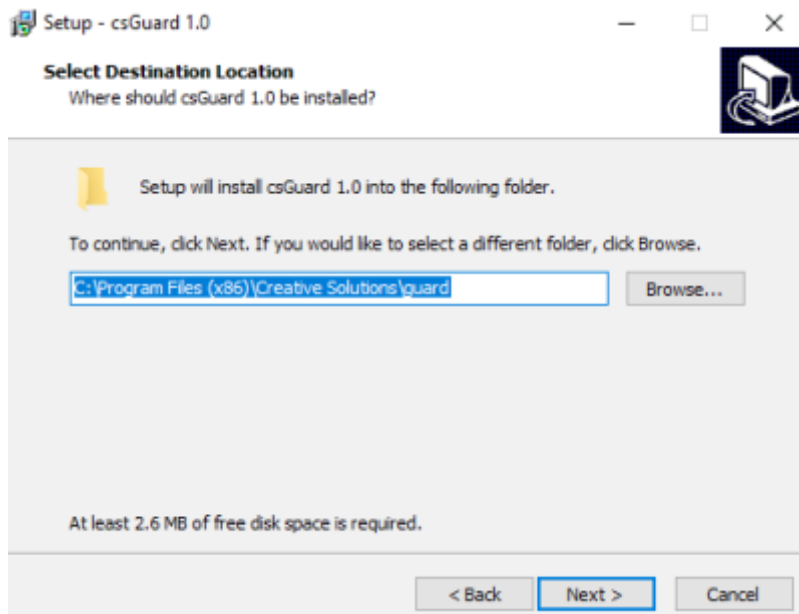 Setup - csGuard 1.0
Select Destination Location
Where should csGuard 1.0 be installed?
Setup will install csGuard 1.0 into the following folder.
To continue, click Next. If you would like to select a different folder, click Browse.
C:\Program Files (x86)\Creative Solutions\guard
Browse...
At least 2.6 MB of free disk space is required.
< Back
Next >
Cancel